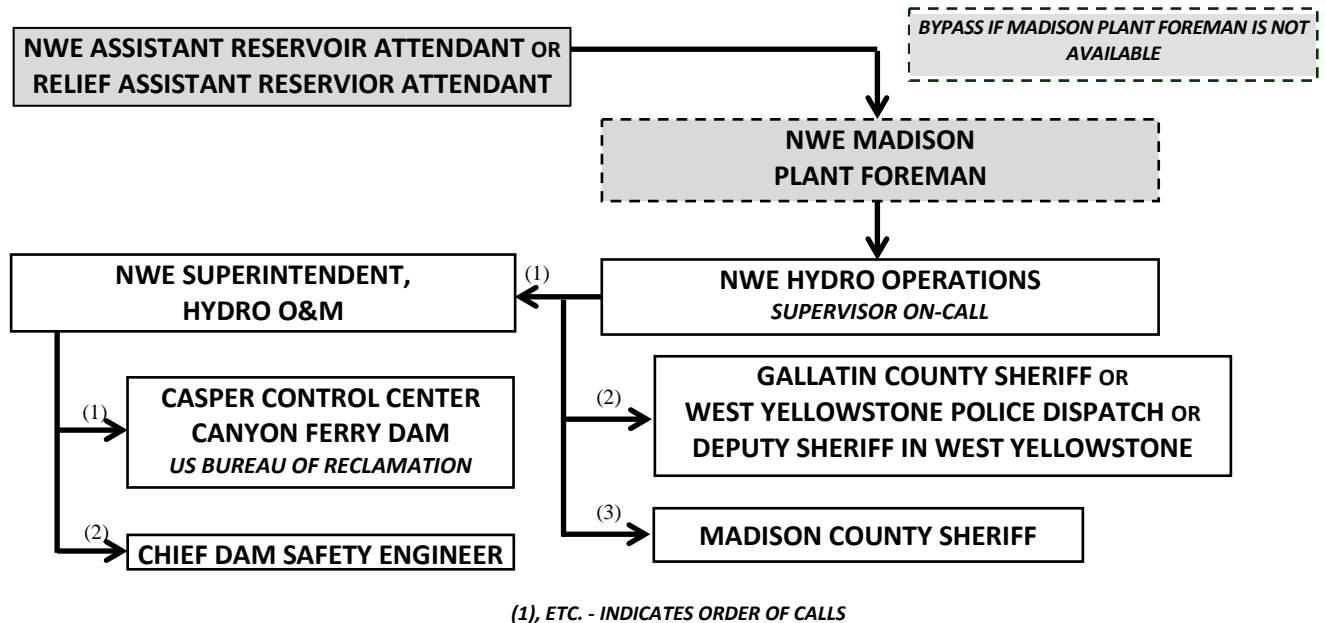 BYPASS IF MADISON PLANT FOREMAN IS NOT
AVAILABLE
NWE ASSISTANT RESERVOIR ATTENDANT OR
RELIEF ASSISTANT RESERVIOR ATTENDANT
NWE MADISON
PLANT FOREMAN
NWE HYDRO OPERATIONS
SUPERVISOR ON-CALL
(1)
NWE SUPERINTENDENT,
HYDRO O&M
(1)
CASPER CONTROL CENTER
CANYON FERRY DAM
US BUREAU OF RECLAMATION
(2)
CHIEF DAM SAFETY ENGINEER
(2)
GALLATIN COUNTY SHERIFF OR
WEST YELLOWSTONE POLICE DISPATCH OR
DEPUTY SHERIFF IN WEST YELLOWSTONE
(3)
MADISON COUNTY SHERIFF
(1), ETC. - INDICATES ORDER OF CALLS